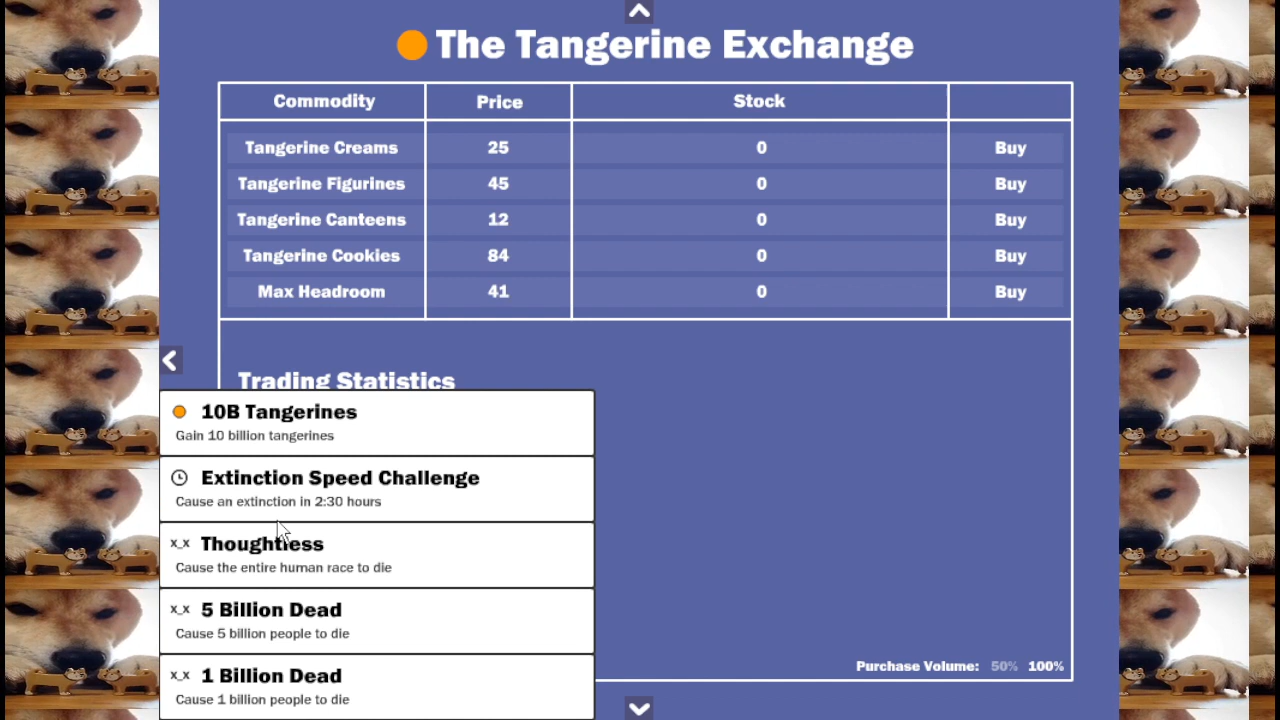 The Tangerine Exchange
Commodity Price Stock
Tangerine Creams 25 0 Buy
Tangerine Figurines 45 0 Buy
Tangerine Canteens 12 0 Buy
Tangerine Cookies 84 0 Buy
Max Headroom 41 0 Buy
Trading Statistics
10B Tangerines
Gain 10 billion tangerines
Extinction Speed Challenge
Cause an extinction in 2:30 hours
x_x Thoughtless
Cause the entire human race to die
x_x 5 Billion Dead
Cause 5 billion people to die
x_x 1 Billion Dead
Cause 1 billion people to die
Purchase Volume: 50% 100%